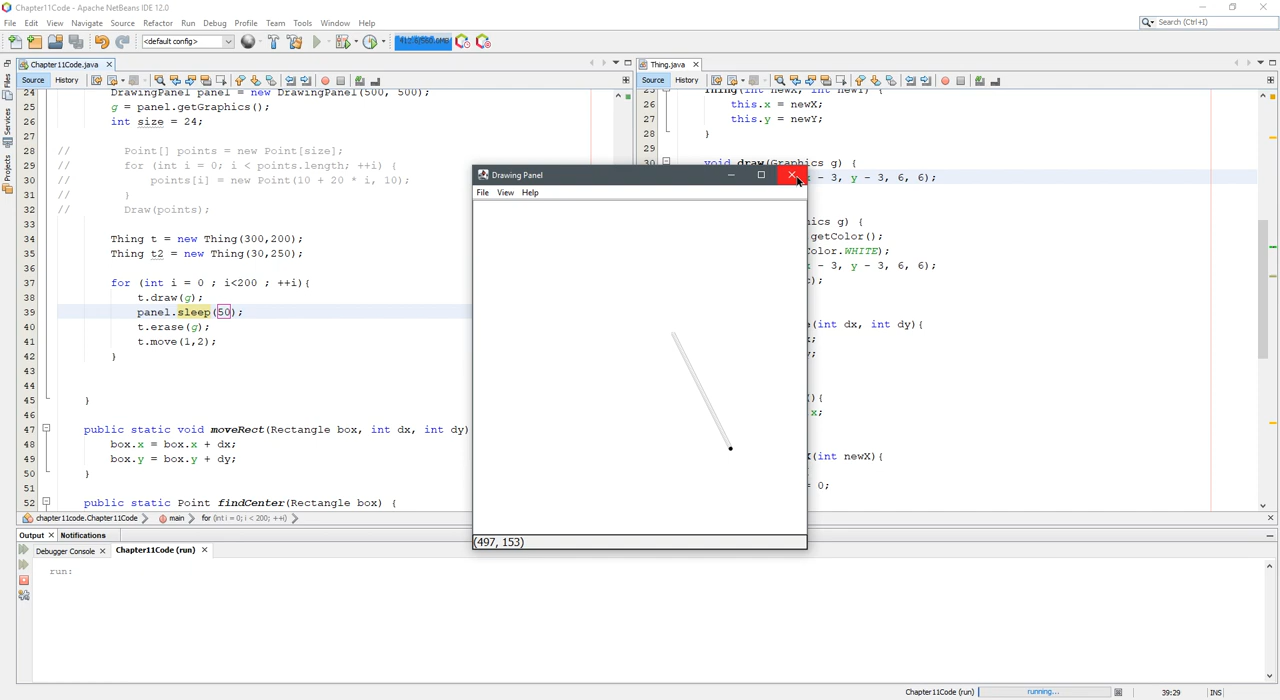 Chapter11Code - Apache NetBeans IDE 12.0
File Edit View Navigate Source Refactor Run Debug Profile Team Tools Window Help
Search (Ctrl+I)
<default config>
Chapter11Code.java
Source History
24 DrawingPanel panel = new DrawingPanel(500, 500);
25 g = panel.getGraphics();
26 int size = 24;
27
28 // Point[] points = new Point[size];
29 // for (int i = 0; i < points.length; ++i) {
30 // points[i] = new Point(10 + 20 * i, 10);
31 // }
32 // Draw(points);
33
34 Thing t = new Thing(300,200);
35 Thing t2 = new Thing(30,250);
36
37 for (int i = 0 ; i<200 ; ++i){
38 t.draw(g);
39 panel.sleep(50);
40 t.erase(g);
41 t.move(1,2);
42 }
43
44
45 }
46
47 public static void moveRect(Rectangle box, int dx, int dy)
48 box.x = box.x + dx;
49 box.y = box.y + dy;
50 }
51
52 public static Point findCenter(Rectangle box) {
chapter11code.Chapter11Code main for (int i = 0; i < 200; ++i)
Thing.java
Source History
26 this.x = newX;
27 this.y = newY;
28 }
29
30 void draw(Graphics g) {
- 3, y - 3, 6, 6);
ics g) {
getColor();
olor.WHITE);
- 3, y - 3, 6, 6);
);
(int dx, int dy){
;
;
(){
x;
(int newX){
= 0;
Drawing Panel
File View Help
(497, 153)
Output Notifications
Debugger Console Chapter11Code (run)
run:
Chapter11Code (run) running... 39:29 INS